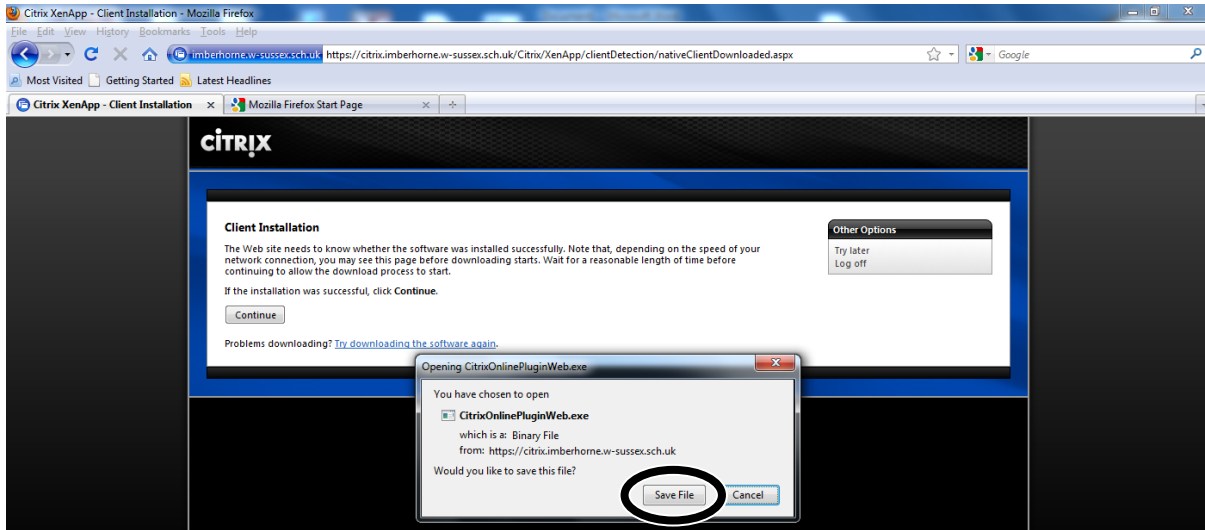 Citrix XenApp - Client Installation - Mozilla Firefox
File Edit View History Bookmarks Tools Help
imberhorne.w-sussex.sch.uk https://citrix.imberhorne.w-sussex.sch.uk/Citrix/XenApp/clientDetection/nativeClientDownloaded.aspx Google
Most Visited Getting Started Latest Headlines
Citrix XenApp - Client Installation Mozilla Firefox Start Page
CİTRIX
Client Installation
The Web site needs to know whether the software was installed successfully. Note that, depending on the speed of your
network connection, you may see this page before downloading starts. Wait for a reasonable length of time before
continuing to allow the download process to start.
If the installation was successful, click Continue.
Continue
Problems downloading? Try downloading the software again.
Other Options
Try later
Log off
Opening CitrixOnlinePluginWeb.exe
You have chosen to open
CitrixOnlinePluginWeb.exe
which is a: Binary File
from: https://citrix.imberhorne.w-sussex.sch.uk
Would you like to save this file?
Save File Cancel